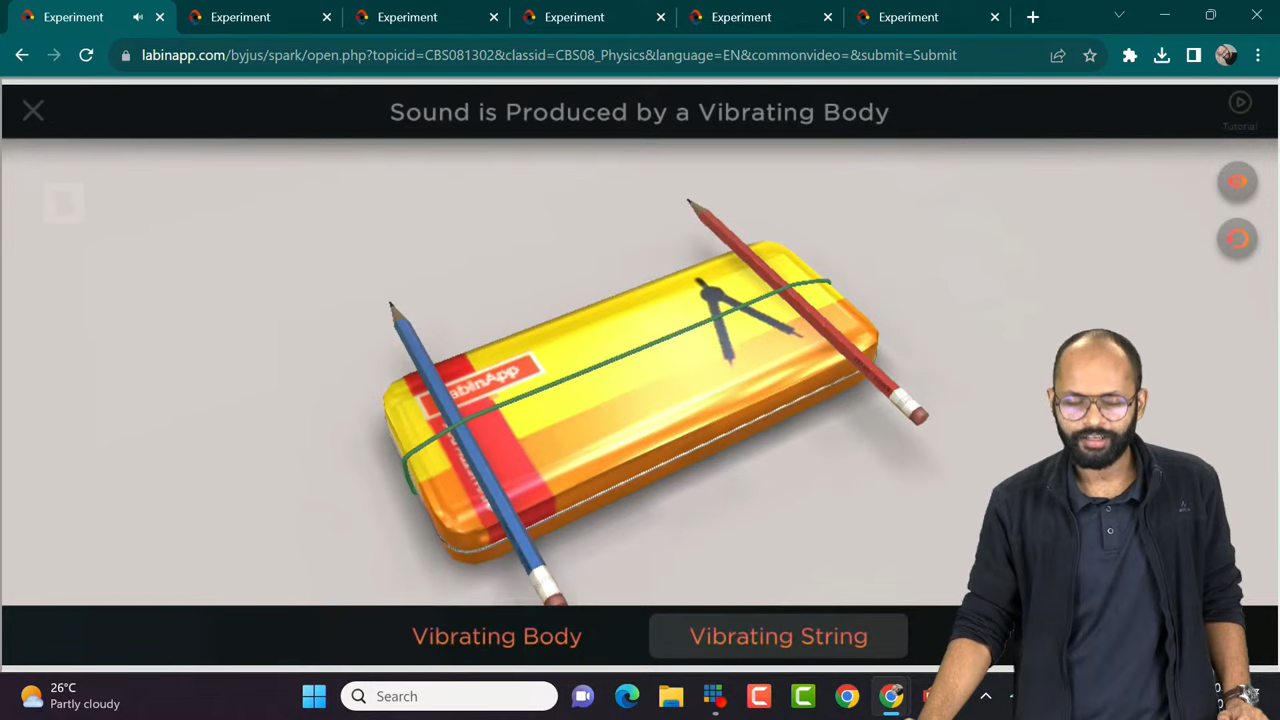 Experiment
Experiment
Experiment
Experiment
Experiment
Experiment
labinapp.com/byjus/spark/open.php?topicid=CBS081302&classid=CBS08_Physics&language=EN&commonvideo=&submit=Submit
Sound is Produced by a Vibrating Body
Tutorial
LabinApp
Vibrating Body
Vibrating String
26°C
Partly cloudy
Search